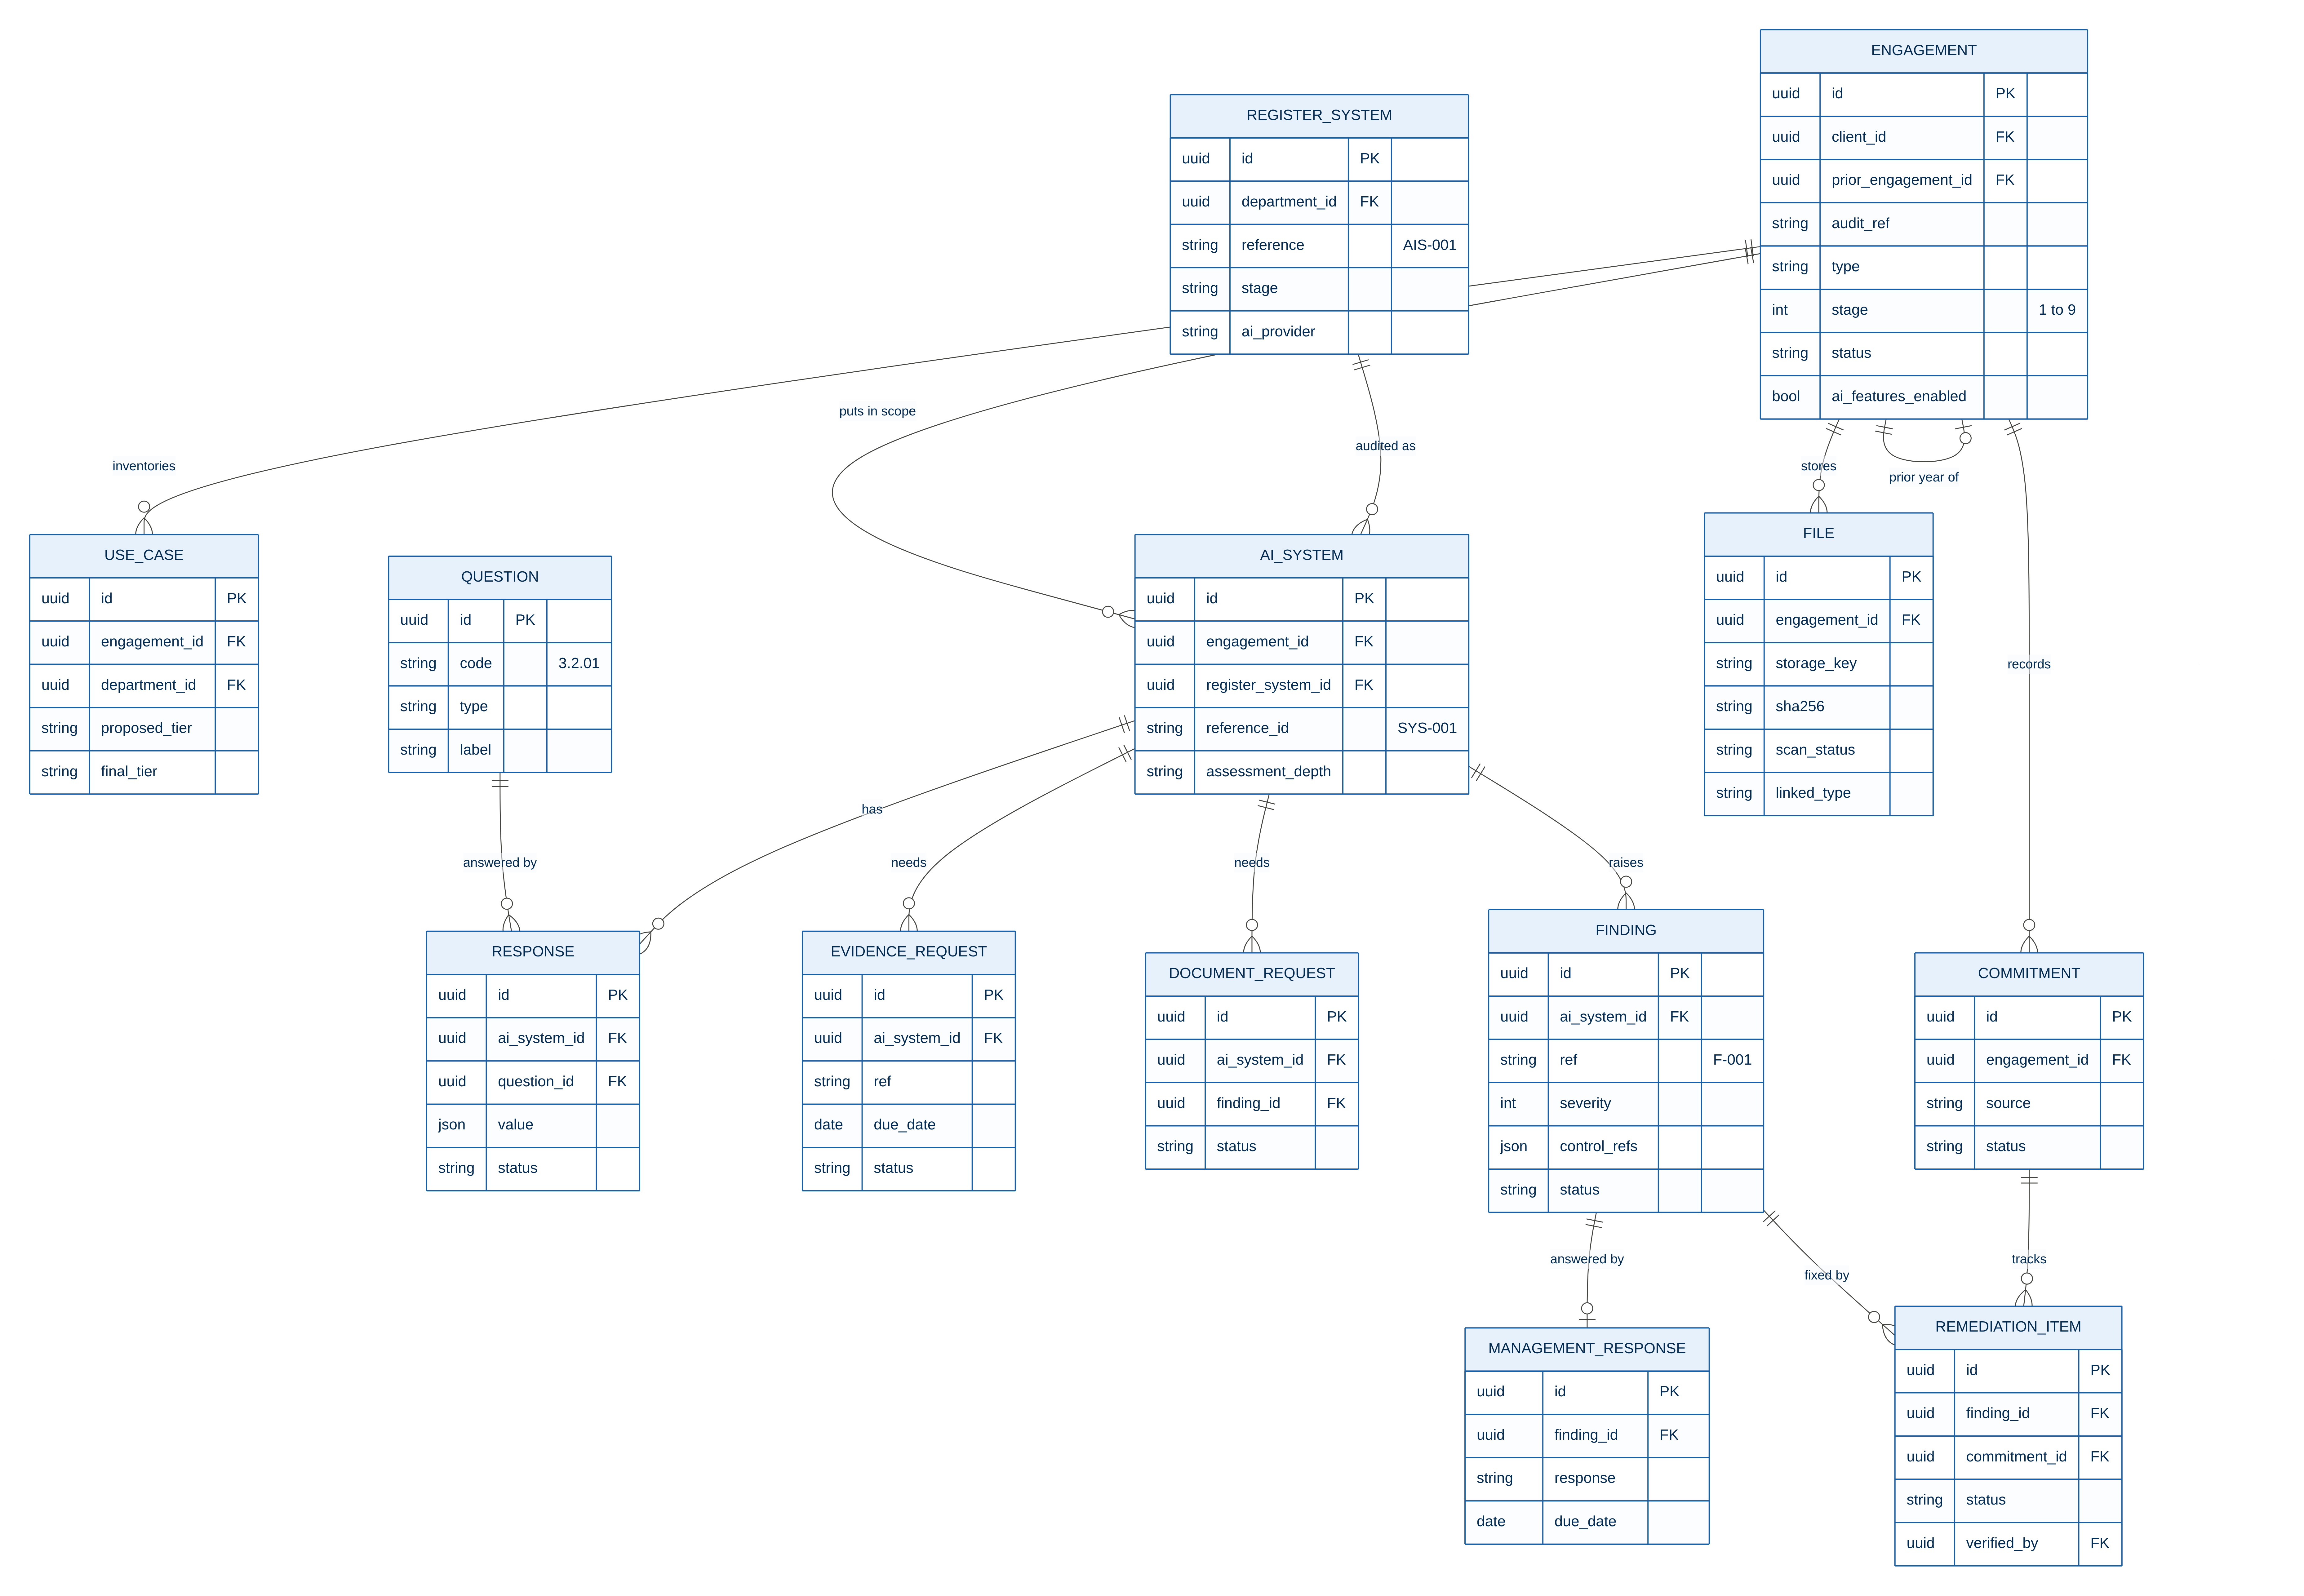 ENGAGEMENT
uuid id PK
uuid client_id FK
uuid prior_engagement_id FK
string audit_ref
string type
int stage 1 to 9
string status
bool ai_features_enabled
REGISTER_SYSTEM
uuid id PK
uuid department_id FK
string reference AIS-001
string stage
string ai_provider
puts in scope
audited as
inventories
stores
prior year of
records
USE_CASE
uuid id PK
uuid engagement_id FK
uuid department_id FK
string proposed_tier
string final_tier
QUESTION
uuid id PK
string code 3.2.01
string type
string label
AI_SYSTEM
uuid id PK
uuid engagement_id FK
uuid register_system_id FK
string reference_id SYS-001
string assessment_depth
FILE
uuid id PK
uuid engagement_id FK
string storage_key
string sha256
string scan_status
string linked_type
has
answered by
needs
needs
raises
RESPONSE
uuid id PK
uuid ai_system_id FK
uuid question_id FK
json value
string status
EVIDENCE_REQUEST
uuid id PK
uuid ai_system_id FK
string ref
date due_date
string status
DOCUMENT_REQUEST
uuid id PK
uuid ai_system_id FK
uuid finding_id FK
string status
FINDING
uuid id PK
uuid ai_system_id FK
string ref F-001
int severity
json control_refs
string status
COMMITMENT
uuid id PK
uuid engagement_id FK
string source
string status
answered by
fixed by
tracks
MANAGEMENT_RESPONSE
uuid id PK
uuid finding_id FK
string response
date due_date
REMEDIATION_ITEM
uuid id PK
uuid finding_id FK
uuid commitment_id FK
string status
uuid verified_by FK